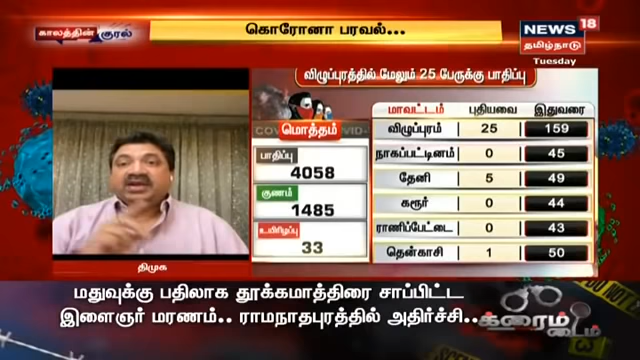 காலத்தின் குரல்
கொரோனா பரவல்...
NEWS 18
தமிழ்நாடு
Tuesday
விழுப்புரத்தில் மேலும் 25 பேருக்கு பாதிப்பு
மொத்தம்
பாதிப்பு
4058
குணம்
1485
உயிரிழப்பு
33
மாவட்டம் புதியவை இதுவரை
விழுப்புரம் 25 159
நாகப்பட்டினம் 0 45
தேனி 5 49
கரூர் 0 44
ராணிப்பேட்டை 0 43
தென்காசி 1 50
திமுக
மதுவுக்கு பதிலாக தூக்கமாத்திரை சாப்பிட்ட
இளைஞர் மரணம்.. ராமநாதபுரத்தில் அதிர்ச்சி..
க்ரைம் டைம்